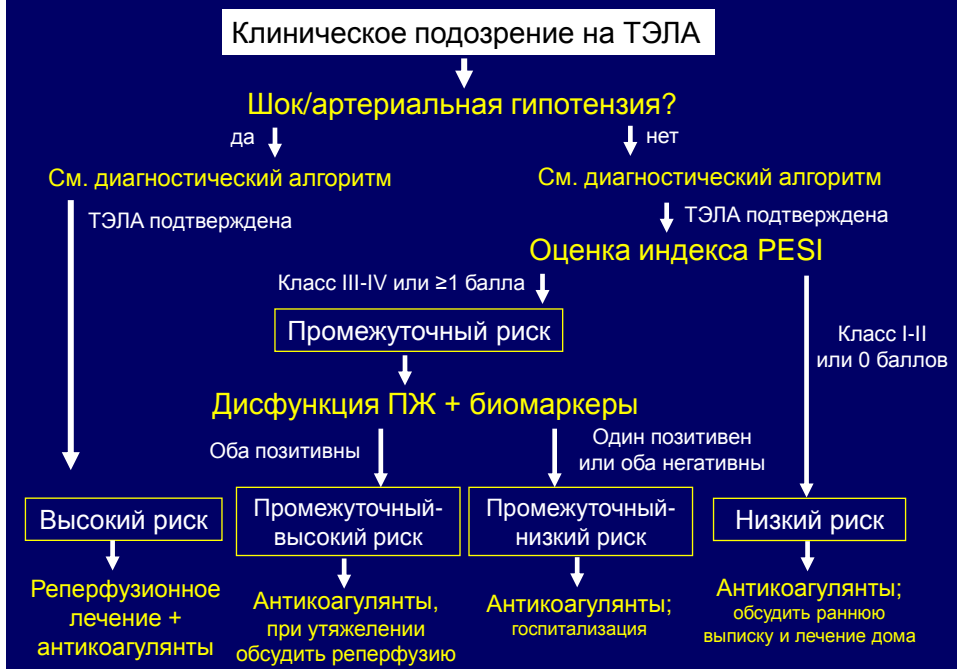 Клиническое подозрение на ТЭЛА
Шок/артериальная гипотензия?
да
нет
См. диагностический алгоритм
См. диагностический алгоритм
ТЭЛА подтверждена
ТЭЛА подтверждена
Оценка индекса PESI
Класс III-IV или ≥1 балла
Промежуточный риск
Класс I-II
или 0 баллов
Дисфункция ПЖ + биомаркеры
Оба позитивны
Один позитивен
или оба негативны
Высокий риск
Промежуточный-
высокий риск
Промежуточный-
низкий риск
Низкий риск
Реперфузионное
лечение +
антикоагулянты
Антикоагулянты,
при утяжелении
обсудить реперфузию
Антикоагулянты;
госпитализация
Антикоагулянты;
обсудить раннюю
выписку и лечение дома